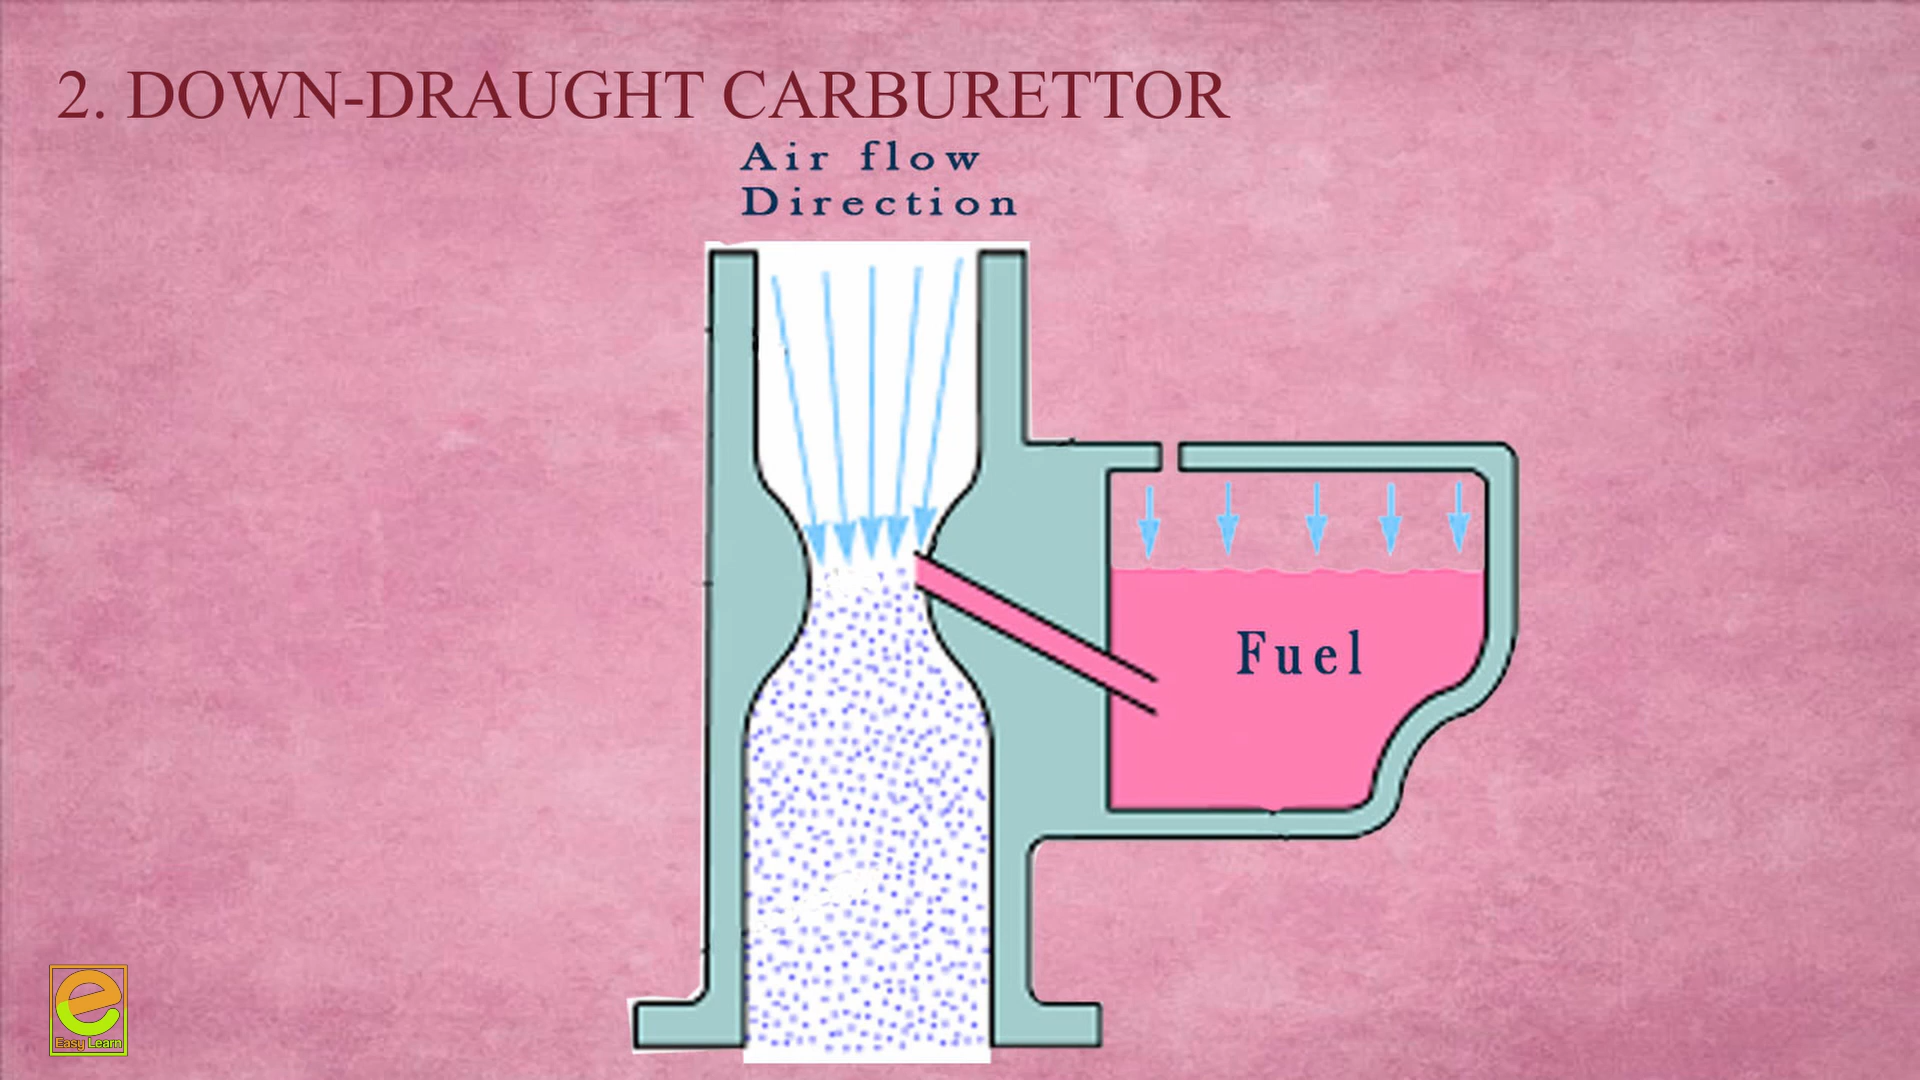 2. DOWN-DRAUGHT CARBURETTOR
Air flow
Direction
Fuel
Easy Learn